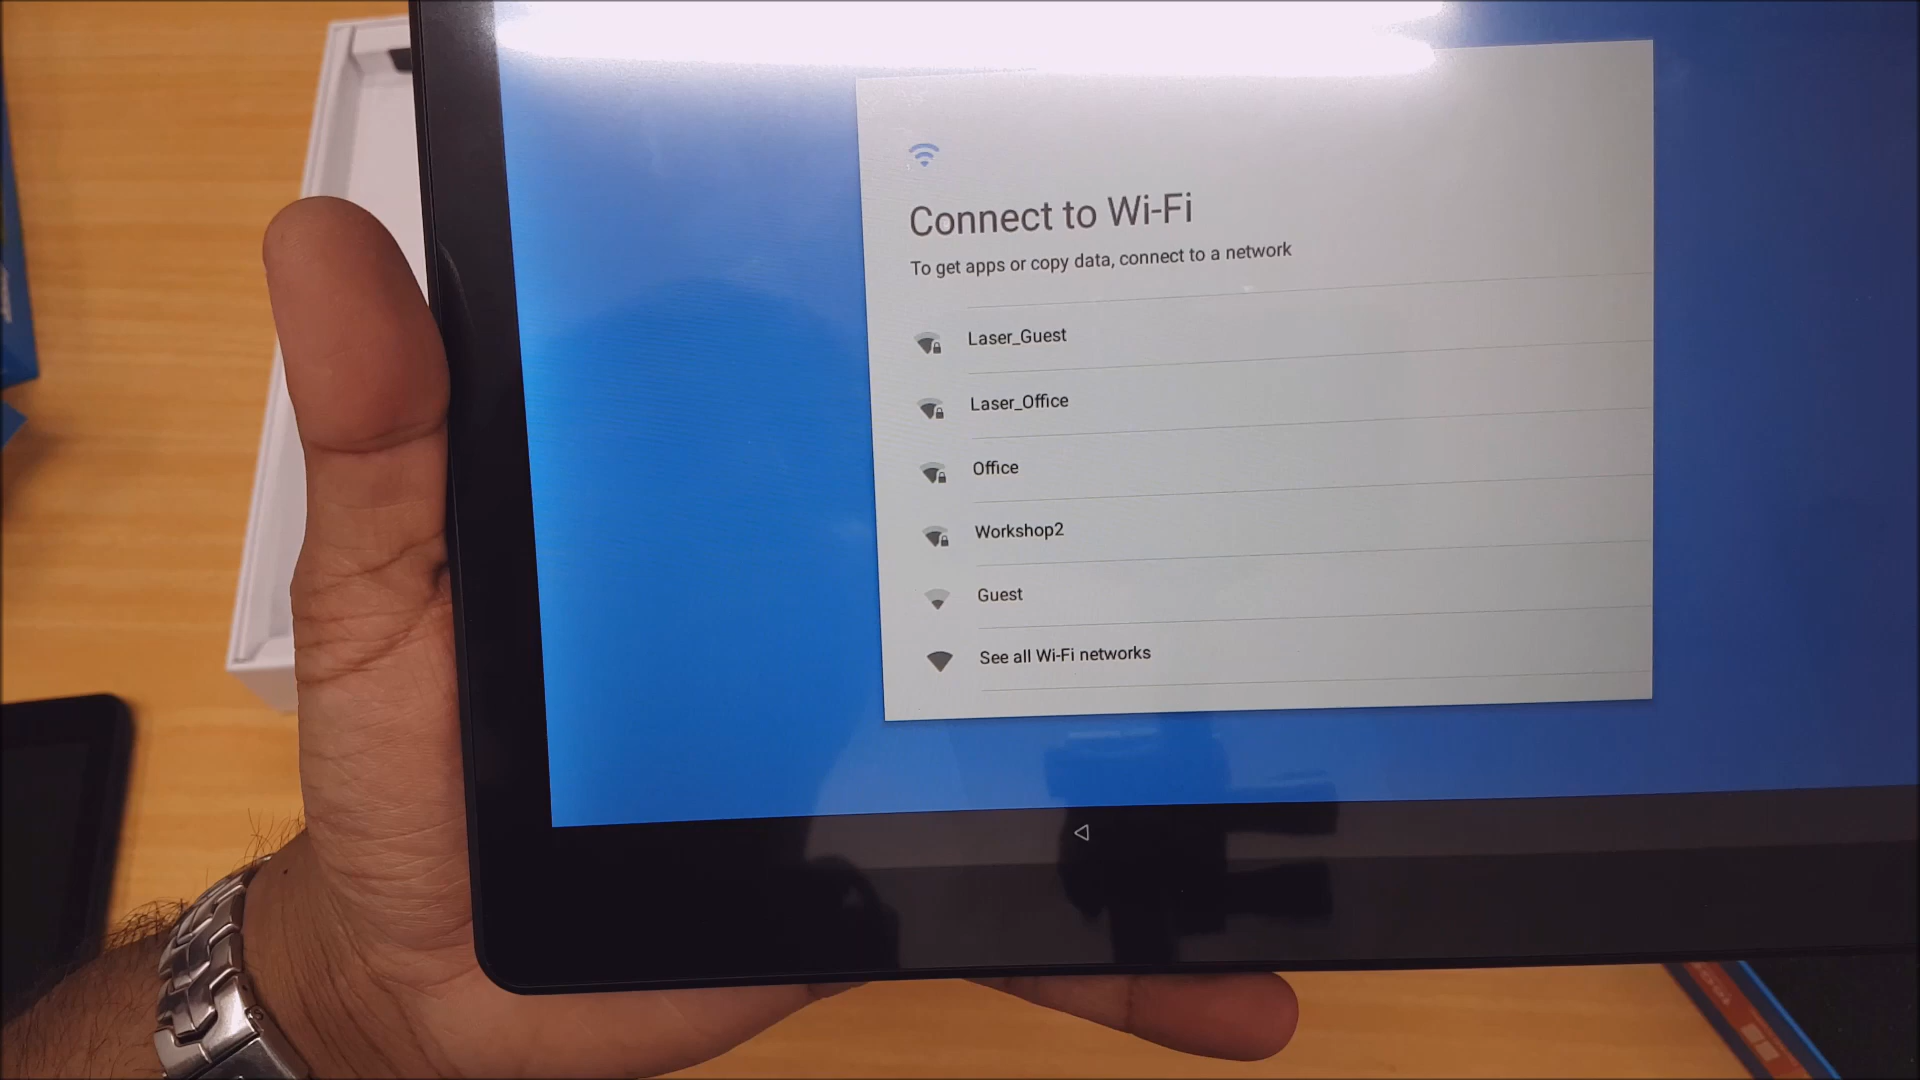 Connect to Wi-Fi
To get apps or copy data, connect to a network
Laser_Guest
Laser_Office
Office
Workshop2
Guest
See all Wi-Fi networks